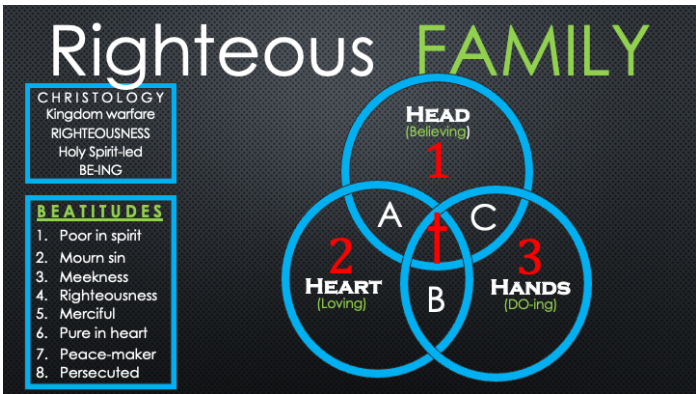 Righteous FAMILY
CHRISTOLOGY
Kingdom warfare
RIGHTEOUSNESS
Holy Spirit-led
BE-ING
BEATITUDES
1. Poor in spirit
2. Mourn sin
3. Meekness
4. Righteousness
5. Merciful
6. Pure in heart
7. Peace-maker
8. Persecuted
HEAD
(Believing)
1
A
C
2
HEART
(Loving)
3
HANDS
(DO-ing)
B